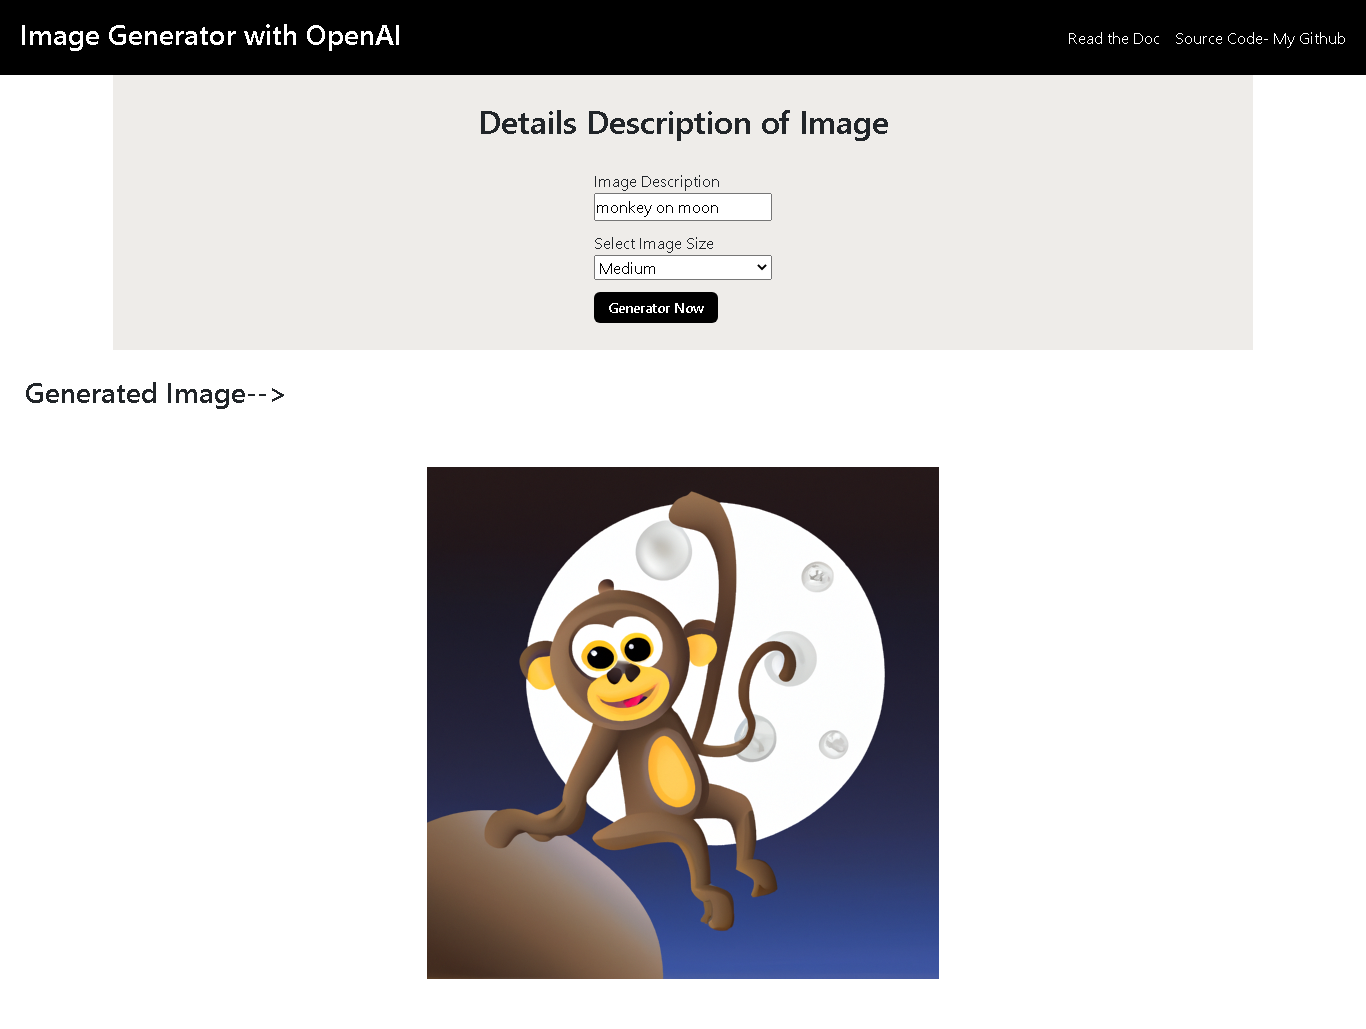 Image Generator with OpenAI
Read the Doc Source Code- My Github
Details Description of Image
Image Description
monkey on moon
Select Image Size
Medium
Generator Now
Generated Image-->